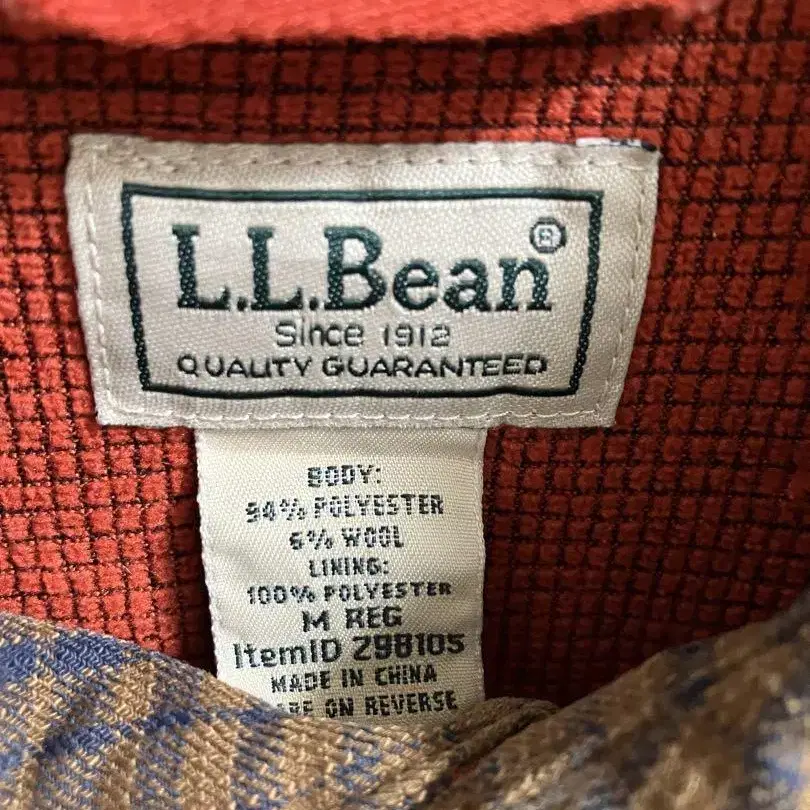 L.L.Bean®
Since 1912
QUALITY GUARANTEED
BODY:
94% POLYESTER
6% WOOL
LINING:
100% POLYESTER
M REG
ItemID 298105
MADE IN CHINA
ON REVERSE